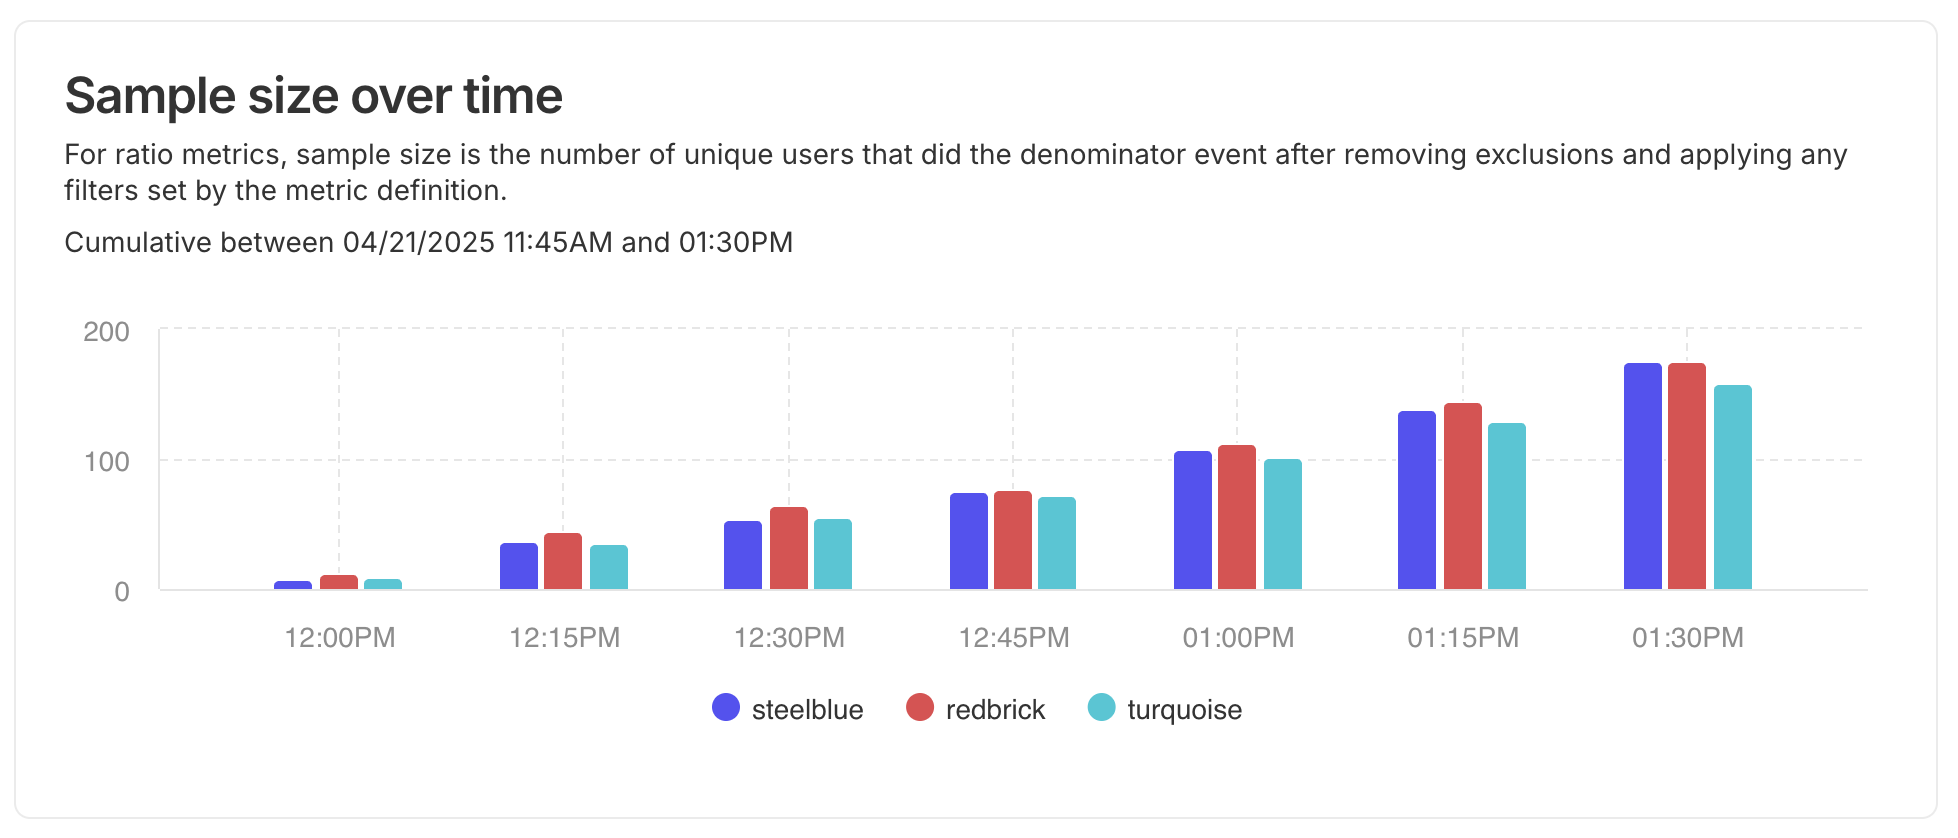 Sample size over time
For ratio metrics, sample size is the number of unique users that did the denominator event after removing exclusions and applying any
filters set by the metric definition.
Cumulative between 04/21/2025 11:45AM and 01:30PM
200
100
0
12:00PM 12:15PM 12:30PM 12:45PM 01:00PM 01:15PM 01:30PM
steelblue redbrick turquoise